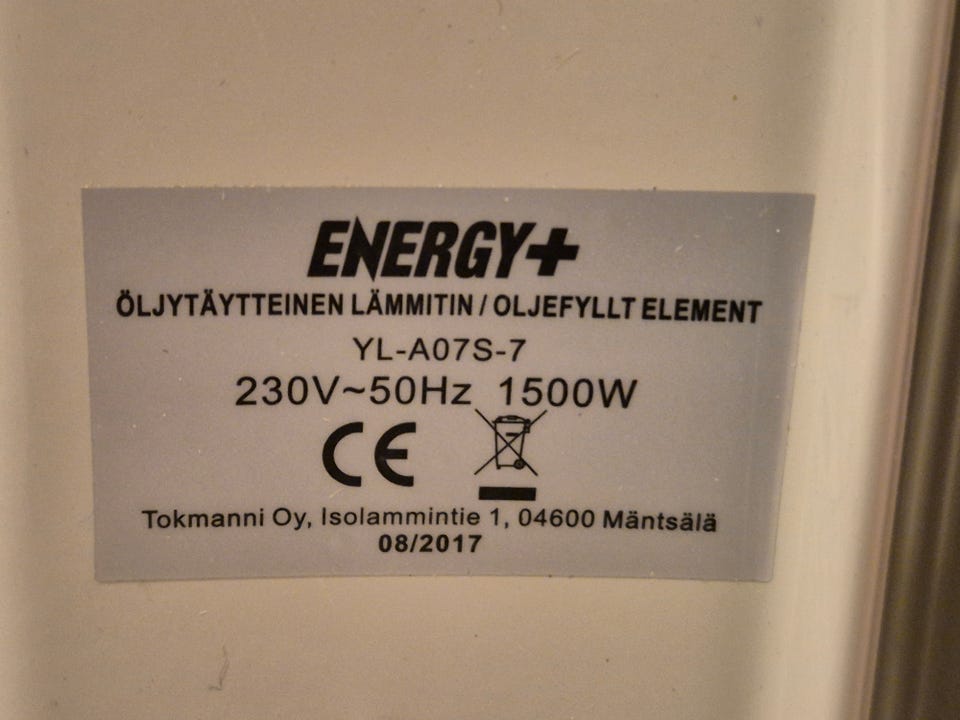 ENERGY+
ÖLJYTÄYTTEINEN LÄMMITIN / OLJEFYLLT ELEMENT
YL-A07S-7
230V~50Hz 1500W
CE
Tokmanni Oy, Isolammintie 1, 04600 Mäntsälä
08/2017